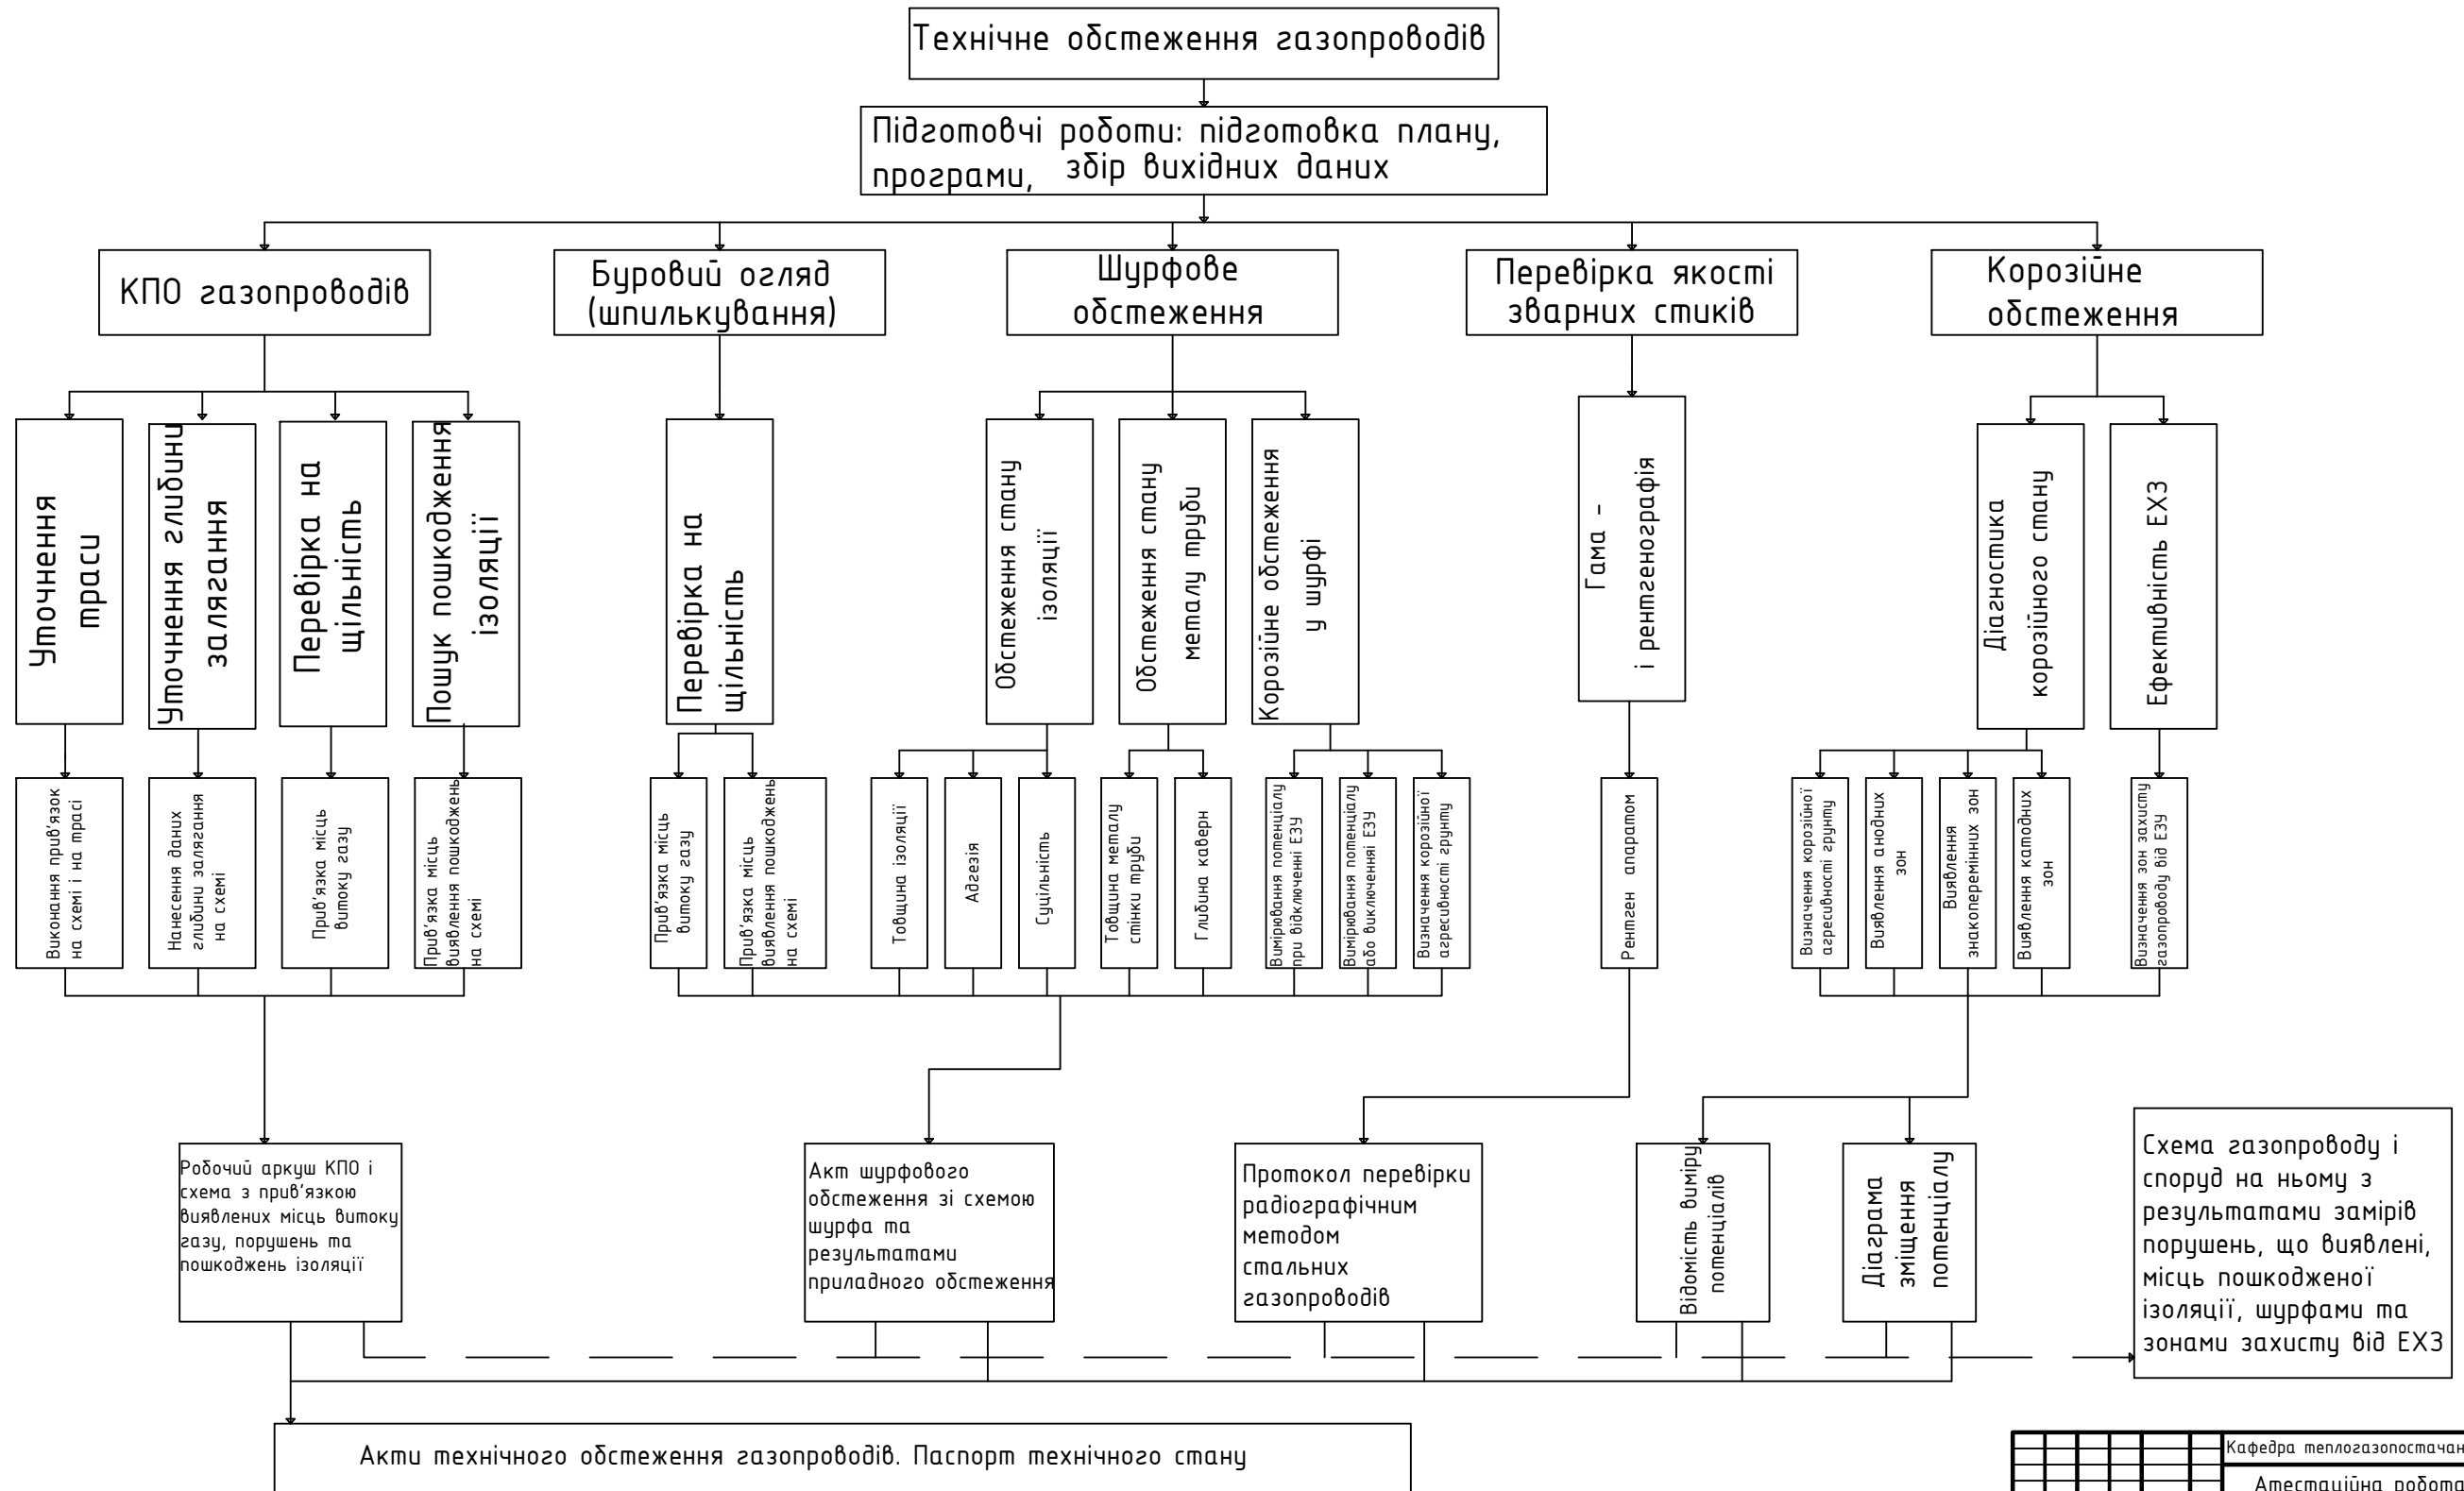 Технічне обстеження газопроводів
Підготовчі роботи: підготовка плану,
програми, збір вихідних даних
КПО газопроводів
Буровий огляд
(шпилькування)
Шурфове
обстеження
Перевірка якості
зварних стиків
Корозійне
обстеження
Уточнення
траси
Уточнення глибини
залягання
Перевірка на
щільність
Пошук пошкодження
ізоляції
Перевірка на
щільність
Обстеження стану
ізоляції
Обстеження стану
металу труби
Корозійне обстеження
у шурфі
Гама -
і рентгенографія
Діагностика
корозійного стану
Ефективність ЕХЗ
Виконання прив'язок
на схемі і на трасі
Нанесення даних
глибини залягання
на схемі
Прив'язка місць
витоку газу
Прив'язка місць
виявлення пошкоджень
на схемі
Прив'язка місць
витоку газу
Прив'язка місць
виявлення пошкоджень
на схемі
Товщина ізоляції
Адгезія
Суцільність
Товщина металу
стінки труби
Глибина каверн
Вимірювання потенціалу
при відключенні ЕЗУ
Вимірювання потенціалу
або виключенняі ЕЗУ
Визначення корозійної
агресивності грунту
Рентген апаратом
Визначення корозійної
агресивності грунту
Виявлення анодних
зон
Виявлення
знакоперемінних зон
Виявлення катодних
зон
Визначення зон захисту
газопроводу від ЕЗУ
Робочий аркуш КПО і
схема з прив'язкою
виявлених місць витоку
газу, порушень та
пошкоджень ізоляції
Акт шурфового
обстеження зі схемою
шурфа та
результатами
приладного обстеження
Протокол перевірки
радіографічним
методом
стальних
газопроводів
Відомість виміру
потенціалів
Діаграма
зміщення
потенціалу
Схема газопроводу і
споруд на ньому з
результатами замірів
порушень, що виявлені,
місць пошкодженої
ізоляції, шурфами та
зонами захисту від ЕХЗ
Акти технічного обстеження газопроводів. Паспорт технічного стану
Кафедра теплогазопостачан
Атестаційна робота